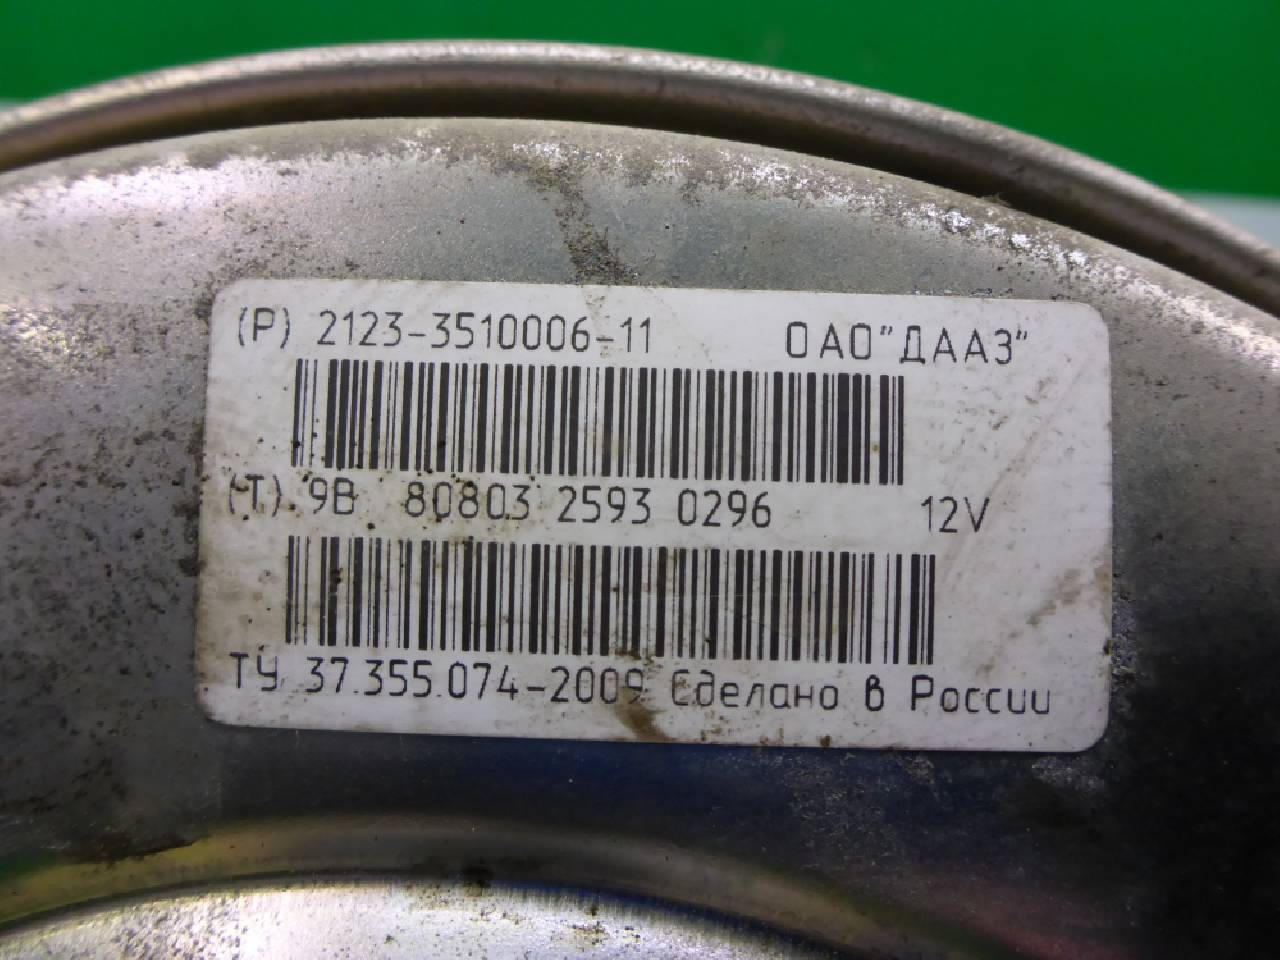 (P) 2123-3510006-11 ОАО"ДААЗ"
(T) 9B 80803 2593 0296 12V
ТУ 37.355.074-2009 Сделано в России